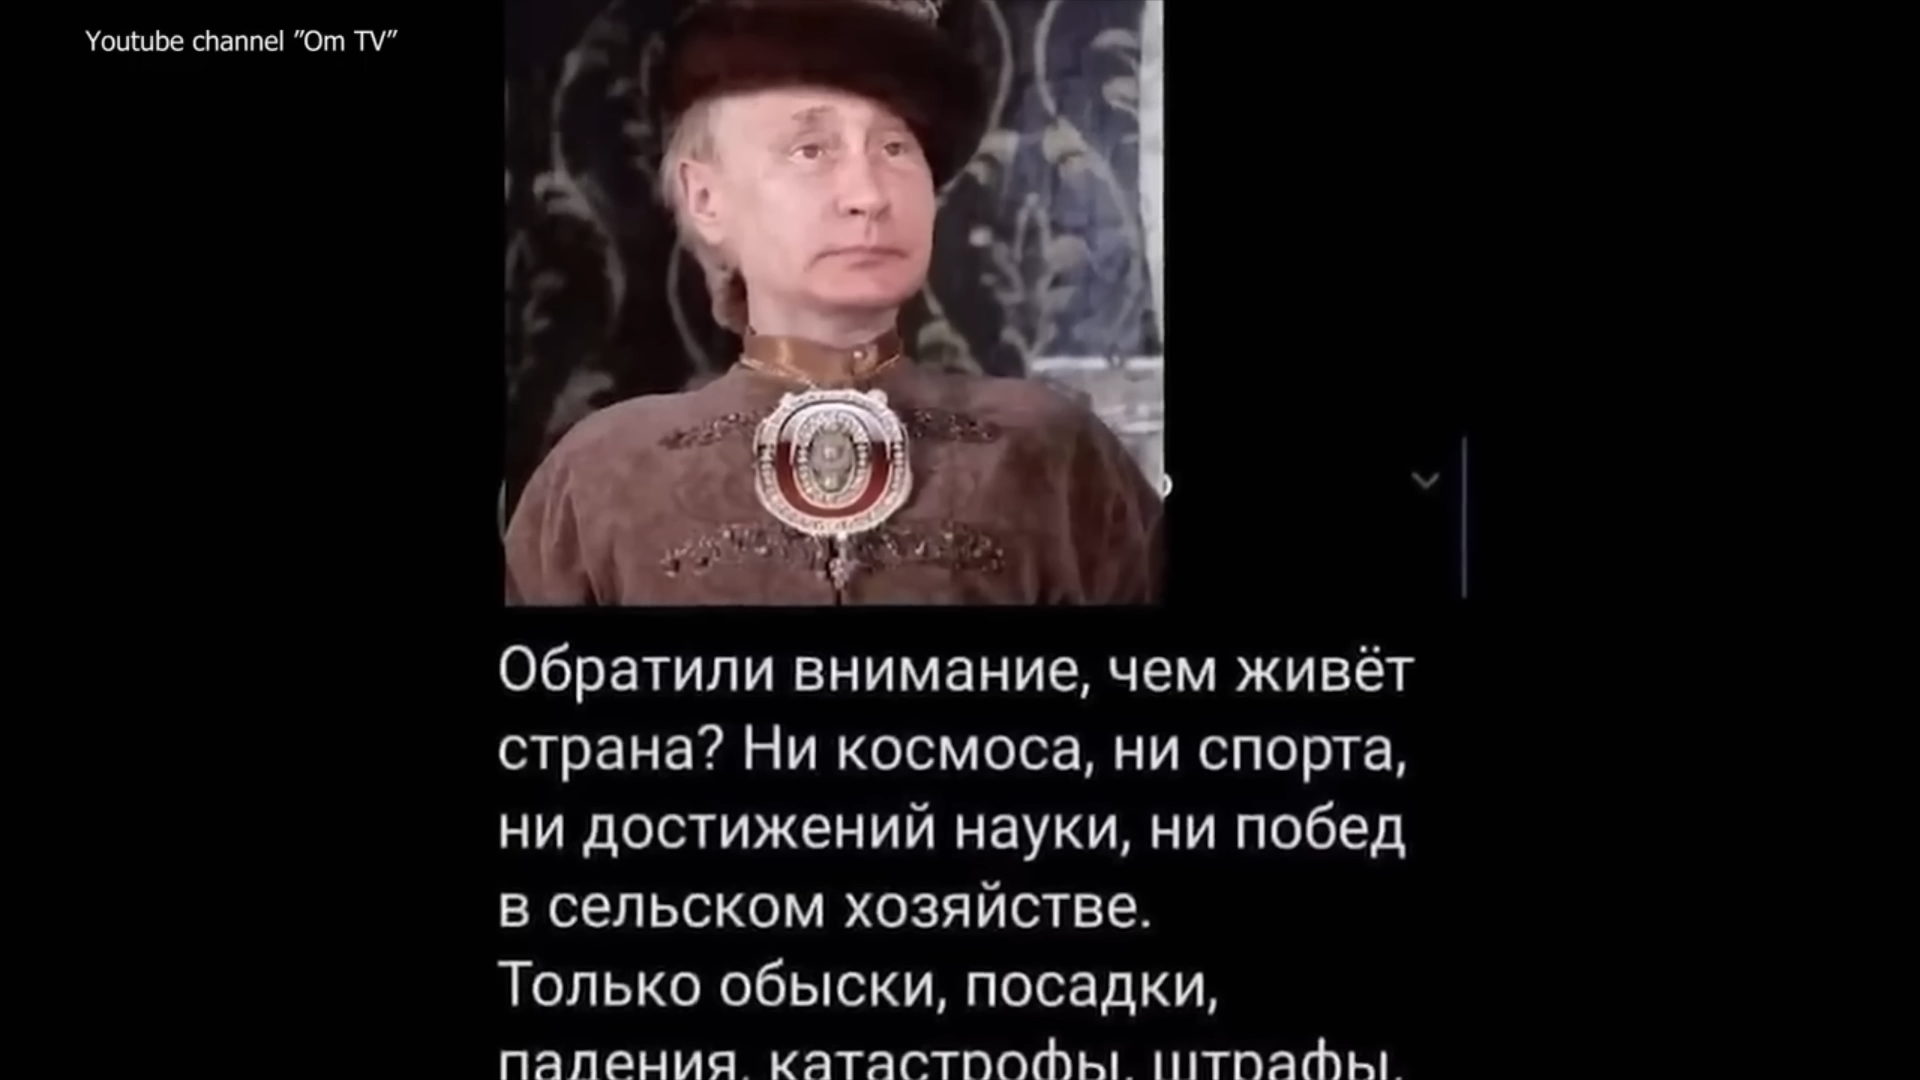 Youtube channel "Om TV"
Обратили внимание, чем живёт
страна? Ни космоса, ни спорта,
ни достижений науки, ни побед
в сельском хозяйстве.
Только обыски, посадки,
падения, катастрофы, штрафы,